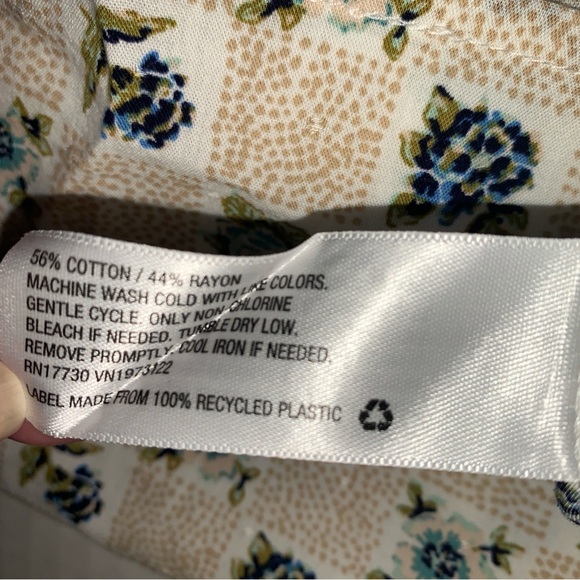 56% COTTON / 44% RAYON
MACHINE WASH COLD WITH LIKE COLORS.
GENTLE CYCLE. ONLY NON-CHLORINE
BLEACH IF NEEDED. TUMBLE DRY LOW.
REMOVE PROMPTLY. COOL IRON IF NEEDED.
RN17730
LABEL MADE FROM 100% RECYCLED PLASTIC